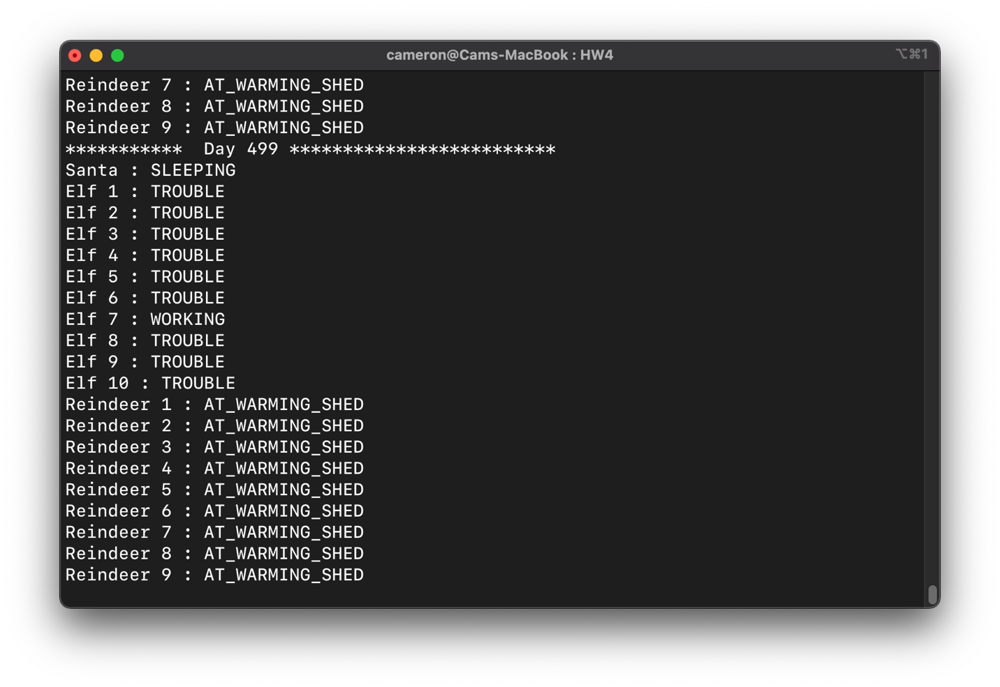 cameron@Cams-MacBook : HW4
⌥⌘1
Reindeer 7 : AT_WARMING_SHED
Reindeer 8 : AT_WARMING_SHED
Reindeer 9 : AT_WARMING_SHED
***********  Day 499 *************************
Santa : SLEEPING
Elf 1 : TROUBLE
Elf 2 : TROUBLE
Elf 3 : TROUBLE
Elf 4 : TROUBLE
Elf 5 : TROUBLE
Elf 6 : TROUBLE
Elf 7 : WORKING
Elf 8 : TROUBLE
Elf 9 : TROUBLE
Elf 10 : TROUBLE
Reindeer 1 : AT_WARMING_SHED
Reindeer 2 : AT_WARMING_SHED
Reindeer 3 : AT_WARMING_SHED
Reindeer 4 : AT_WARMING_SHED
Reindeer 5 : AT_WARMING_SHED
Reindeer 6 : AT_WARMING_SHED
Reindeer 7 : AT_WARMING_SHED
Reindeer 8 : AT_WARMING_SHED
Reindeer 9 : AT_WARMING_SHED